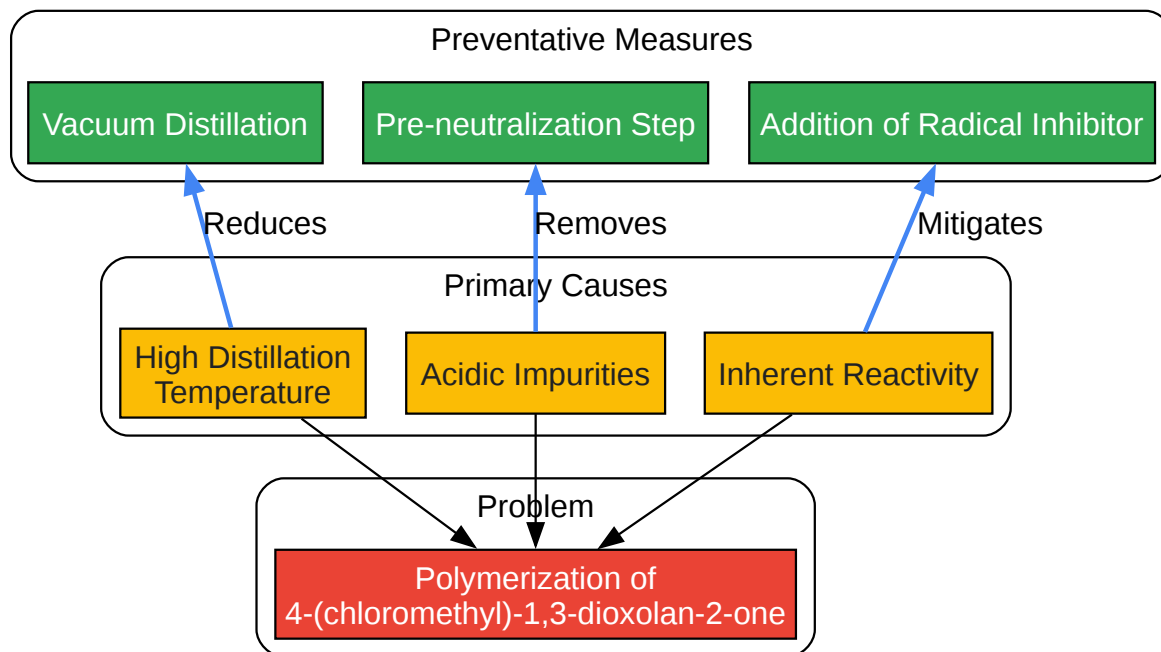 Preventative Measures
Vacuum Distillation
Pre-neutralization Step
Addition of Radical Inhibitor
Reduces
Removes
Mitigates
Primary Causes
High Distillation
Temperature
Acidic Impurities
Inherent Reactivity
Problem
Polymerization of
4-(chloromethyl)-1,3-dioxolan-2-one